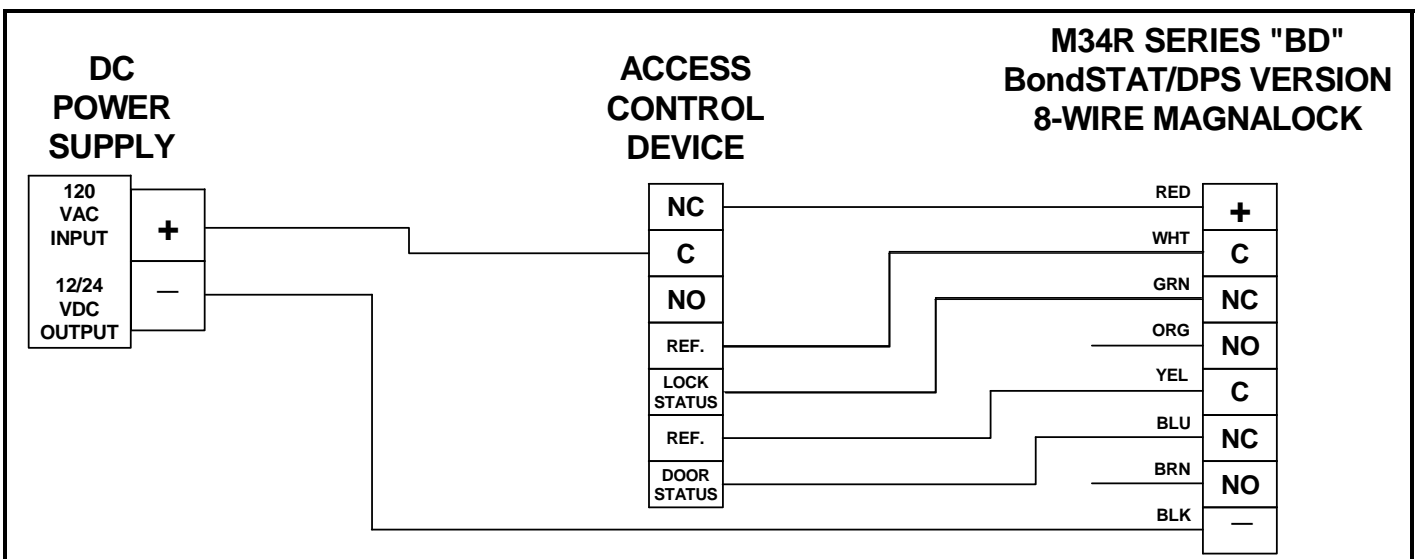 DC
POWER
SUPPLY
120
VAC
INPUT
12/24
VDC
OUTPUT
+
—
ACCESS
CONTROL
DEVICE
NC
C
NO
REF.
LOCK
STATUS
REF.
DOOR
STATUS
M34R SERIES "BD"
BondSTAT/DPS VERSION
8-WIRE MAGNALOCK
RED +
WHT C
GRN NC
ORG NO
YEL C
BLU NC
BRN NO
BLK —